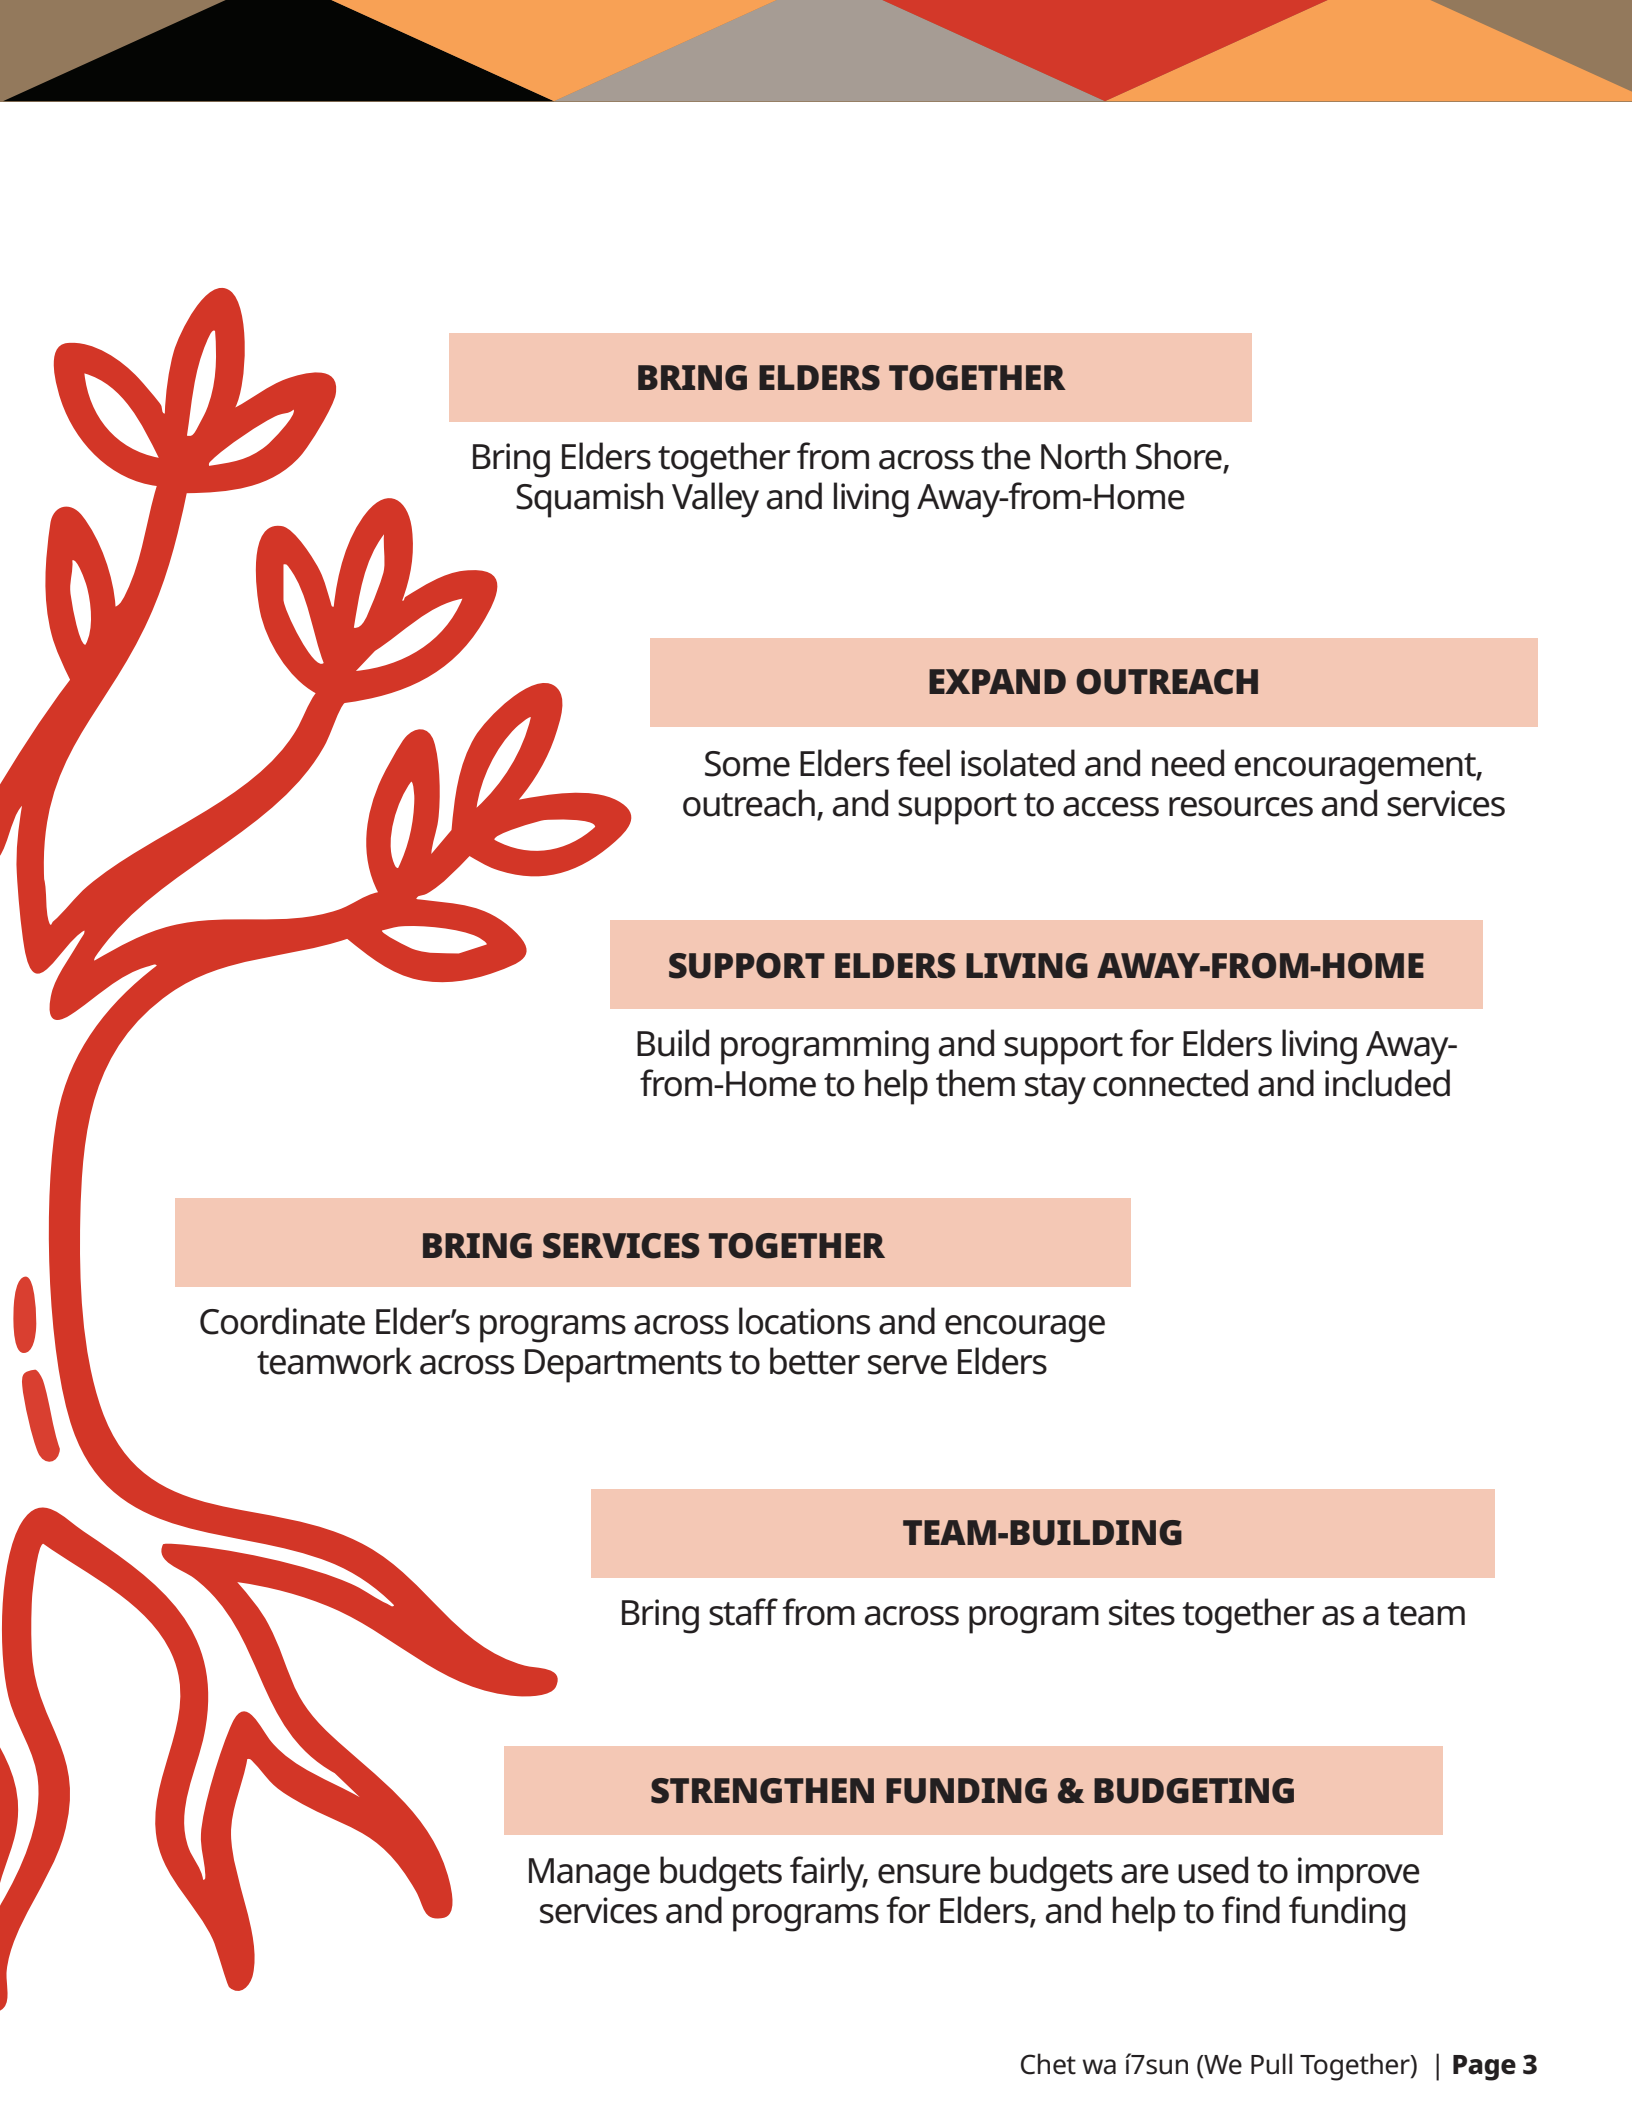 BRING ELDERS TOGETHER
Bring Elders together from across the North Shore,
Squamish Valley and living Away-from-Home
EXPAND OUTREACH
Some Elders feel isolated and need encouragement,
outreach, and support to access resources and services
SUPPORT ELDERS LIVING AWAY-FROM-HOME
Build programming and support for Elders living Away-
from-Home to help them stay connected and included
BRING SERVICES TOGETHER
Coordinate Elder’s programs across locations and encourage
teamwork across Departments to better serve Elders
TEAM-BUILDING
Bring staff from across program sites together as a team
STRENGTHEN FUNDING & BUDGETING
Manage budgets fairly, ensure budgets are used to improve
services and programs for Elders, and help to find funding
Chet wa í7sun (We Pull Together) | Page 3